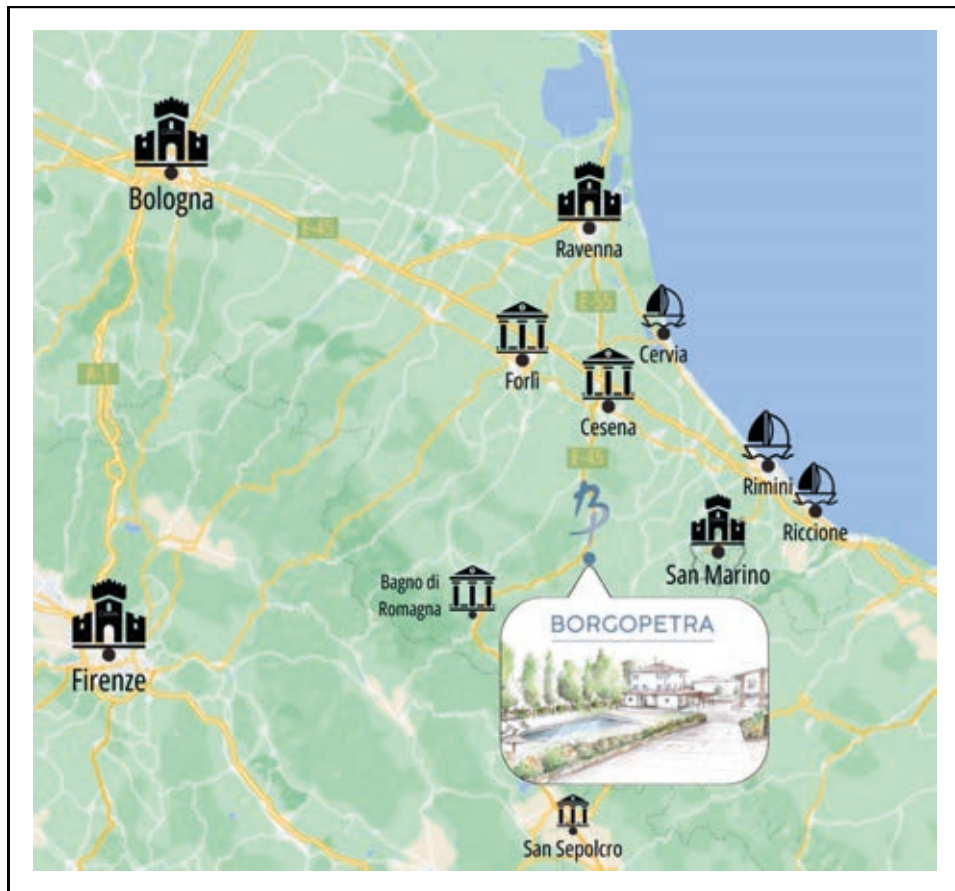 Bologna
E-45
Ravenna
E-55
Cervia
Forlì
A-1
Cesena
E-45
Rimini
Riccione
B
San Marino
Bagno di
Romagna
BORGOPETRA
Firenze
San Sepolcro